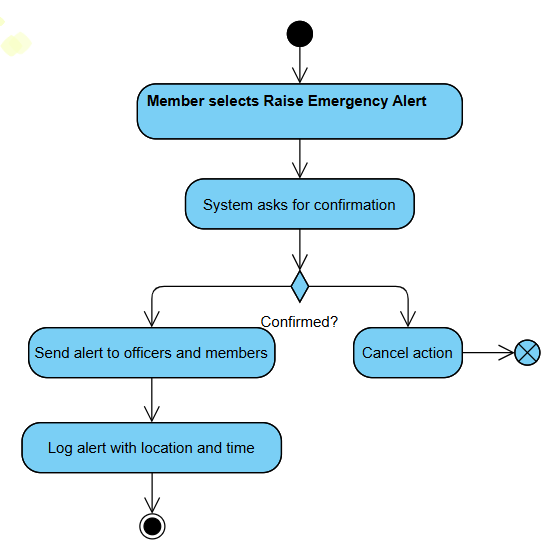 Member selects Raise Emergency Alert
System asks for confirmation
Confirmed?
Send alert to officers and members
Cancel action
Log alert with location and time